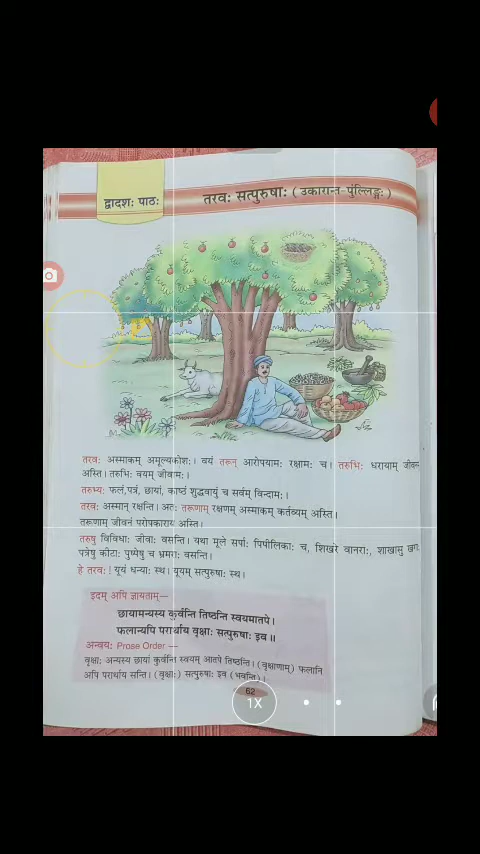 द्वादशः पाठः
तरवः सत्पुरुषाः ( उकारान्त-पुंल्लिङ्गः )
तरवः अस्माकम् अमूल्यकोशः। वयं तरून् आरोपयामः रक्षामः च। तरुभिः धरायाम् जीवन
अस्ति। तरुभिः वयम् जीवामः।
तरुभ्यः फलं,पत्रं, छायां, काष्ठं शुद्धवायुं च सर्वम् विन्दामः।
तरवः अस्मान् रक्षन्ति। अतः तरूणाम् रक्षणम् अस्माकम् कर्तव्यम् अस्ति।
तरूणाम् जीवनं परोपकाराय अस्ति।
तरुषु विविधाः जीवाः वसन्ति। यथा मूले सर्पाः पिपीलिकाः च, शिखरे वानराः, शाखासु खगाः
पत्रेषु कीटाः पुष्पेषु च भ्रमराः वसन्ति।
हे तरवः! यूयं धन्याः स्थ। यूयम् सत्पुरुषाः स्थ।
इदम् अपि ज्ञायताम्—
छायामन्यस्य कुर्वन्ति तिष्ठन्ति स्वयमातपे।
फलान्यपि परार्थाय वृक्षाः सत्पुरुषाः इव॥
अन्वयः Prose Order —
वृक्षाः अन्यस्य छायां कुर्वन्ति स्वयम् आतपे तिष्ठन्ति। (वृक्षाणाम्) फलानि
अपि परार्थाय सन्ति। (वृक्षाः) सत्पुरुषाः इव (भवन्ति)।
62
1X